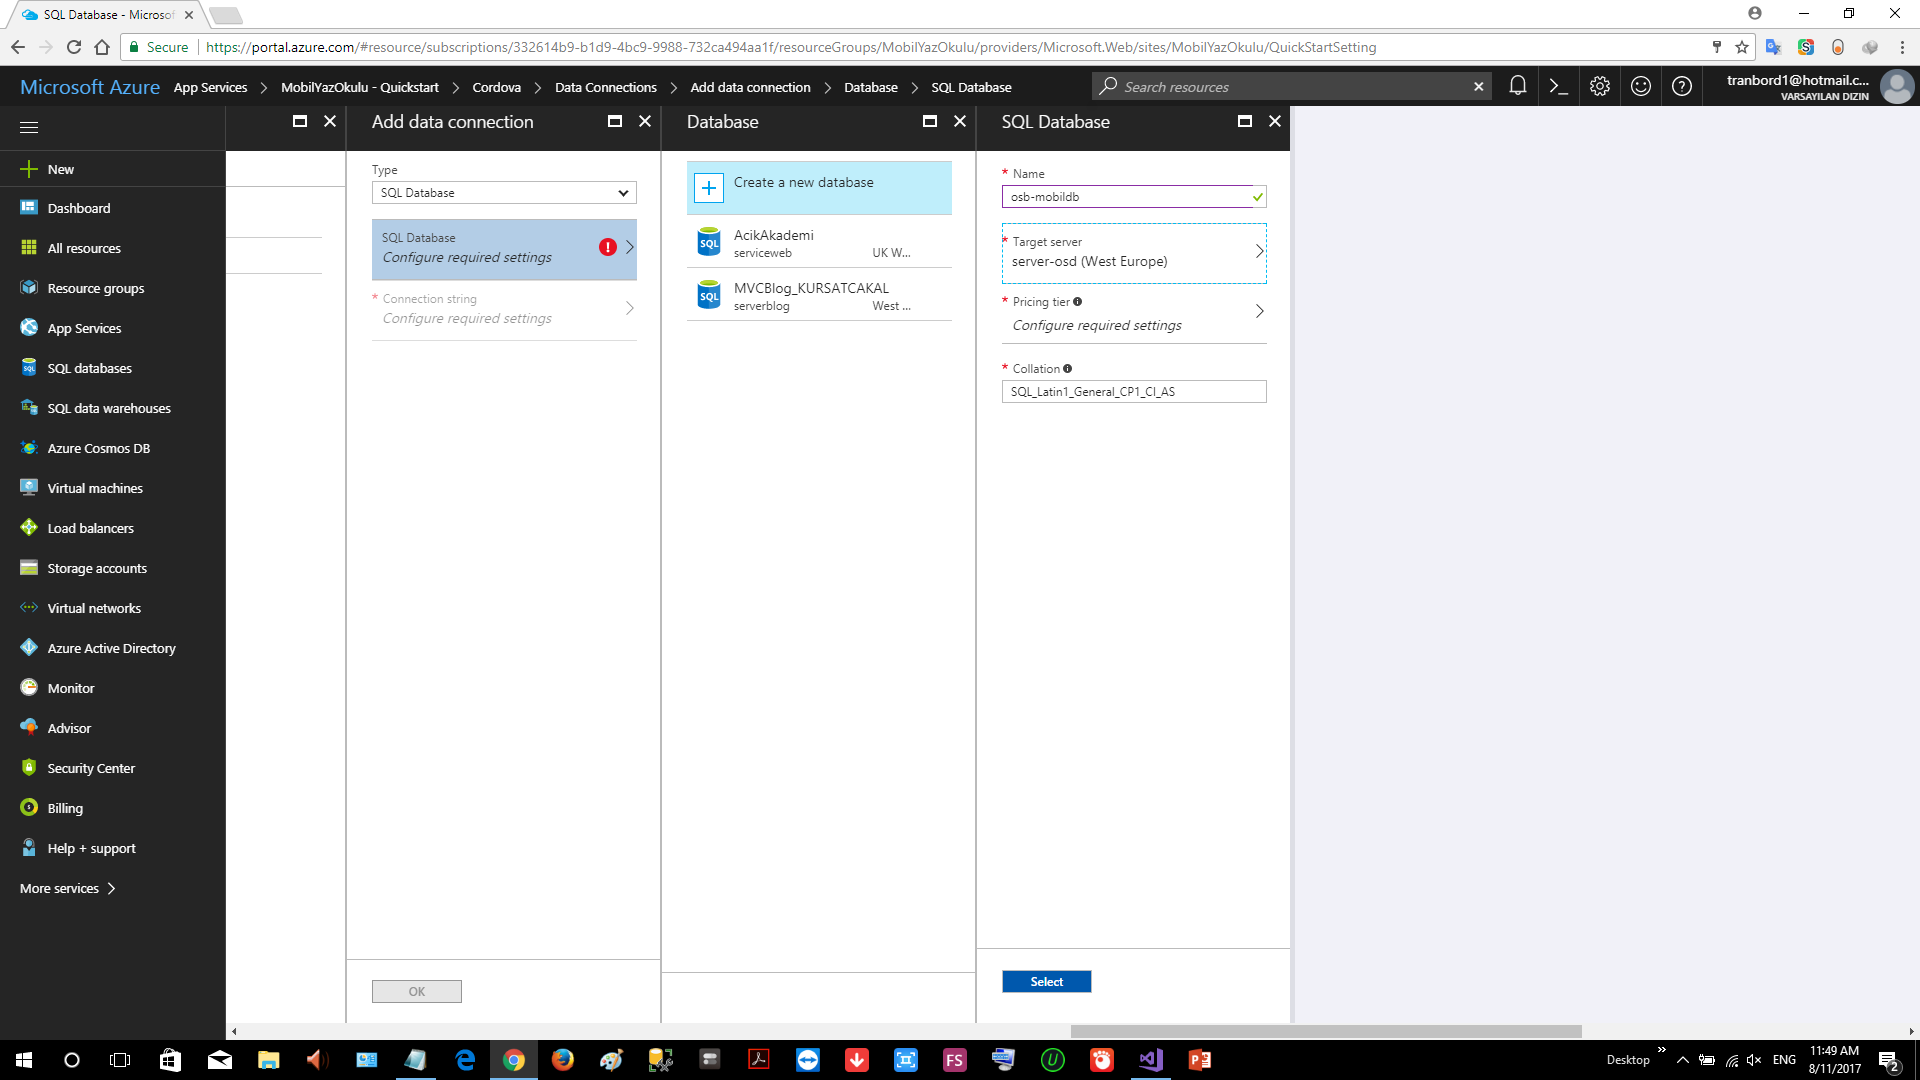 SQL Database - Microsof
Secure
https://portal.azure.com/#resource/subscriptions/332614b9-b1d9-4bc9-9988-732ca494aa1f/resourceGroups/MobilYazOkulu/providers/Microsoft.Web/sites/MobilYazOkulu/QuickStartSetting
Microsoft Azure
App Services > MobilYazOkulu - Quickstart > Cordova > Data Connections > Add data connection > Database > SQL Database
Search resources
tranbord1@hotmail.c...
VARSAYILAN DIZIN
New
Dashboard
All resources
Resource groups
App Services
SQL databases
SQL data warehouses
Azure Cosmos DB
Virtual machines
Load balancers
Storage accounts
Virtual networks
Azure Active Directory
Monitor
Advisor
Security Center
Billing
Help + support
More services >
Add data connection
Type
SQL Database
SQL Database
Configure required settings
* Connection string
Configure required settings
OK
Database
Create a new database
SQL
AcikAkademi
serviceweb UK W...
SQL
MVCBlog_KURSATCAKAL
serverblog West ...
SQL Database
* Name
osb-mobildb
* Target server
server-osd (West Europe)
* Pricing tier
Configure required settings
* Collation
SQL_Latin1_General_CP1_CI_AS
Select
FS
Desktop
ENG
11:49 AM
8/11/2017
2